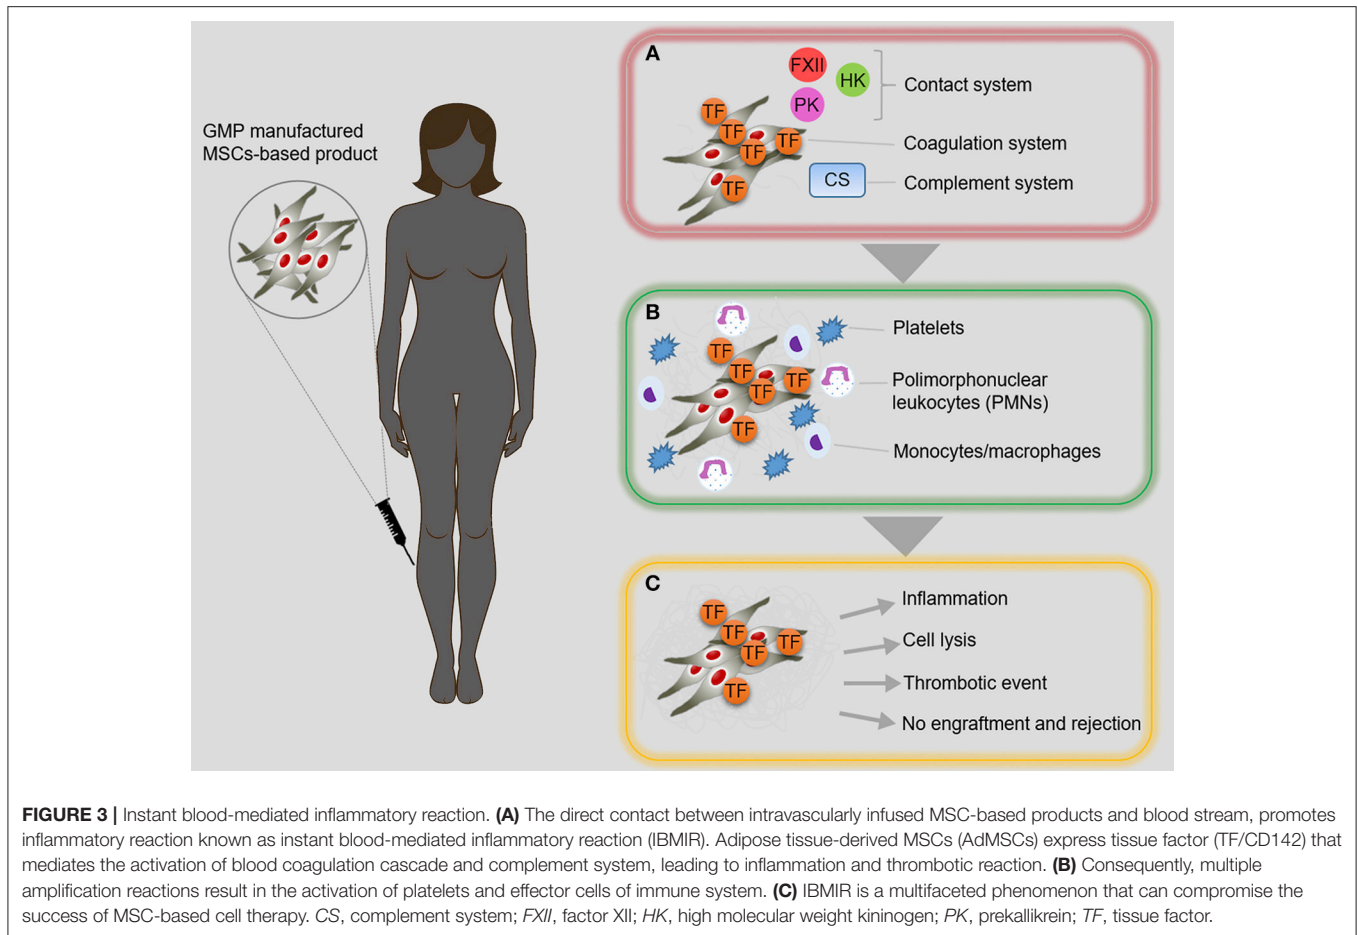 GMP manufactured
MSCs-based product
A
FXII
HK
PK
Contact system
TF
TF
TF
TF
TF
Coagulation system
CS
Complement system
B
Platelets
TF
TF
TF
TF
TF
Polimorphonuclear
leukocytes (PMNs)
Monocytes/macrophages
C
TF
TF
TF
TF
TF
Inflammation
Cell lysis
Thrombotic event
No engraftment and rejection
FIGURE 3 | Instant blood-mediated inflammatory reaction. (A) The direct contact between intravascularly infused MSC-based products and blood stream, promotes
inflammatory reaction known as instant blood-mediated inflammatory reaction (IBMIR). Adipose tissue-derived MSCs (AdMSCs) express tissue factor (TF/CD142) that
mediates the activation of blood coagulation cascade and complement system, leading to inflammation and thrombotic reaction. (B) Consequently, multiple
amplification reactions result in the activation of platelets and effector cells of immune system. (C) IBMIR is a multifaceted phenomenon that can compromise the
success of MSC-based cell therapy. CS, complement system; FXII, factor XII; HK, high molecular weight kininogen; PK, prekallikrein; TF, tissue factor.